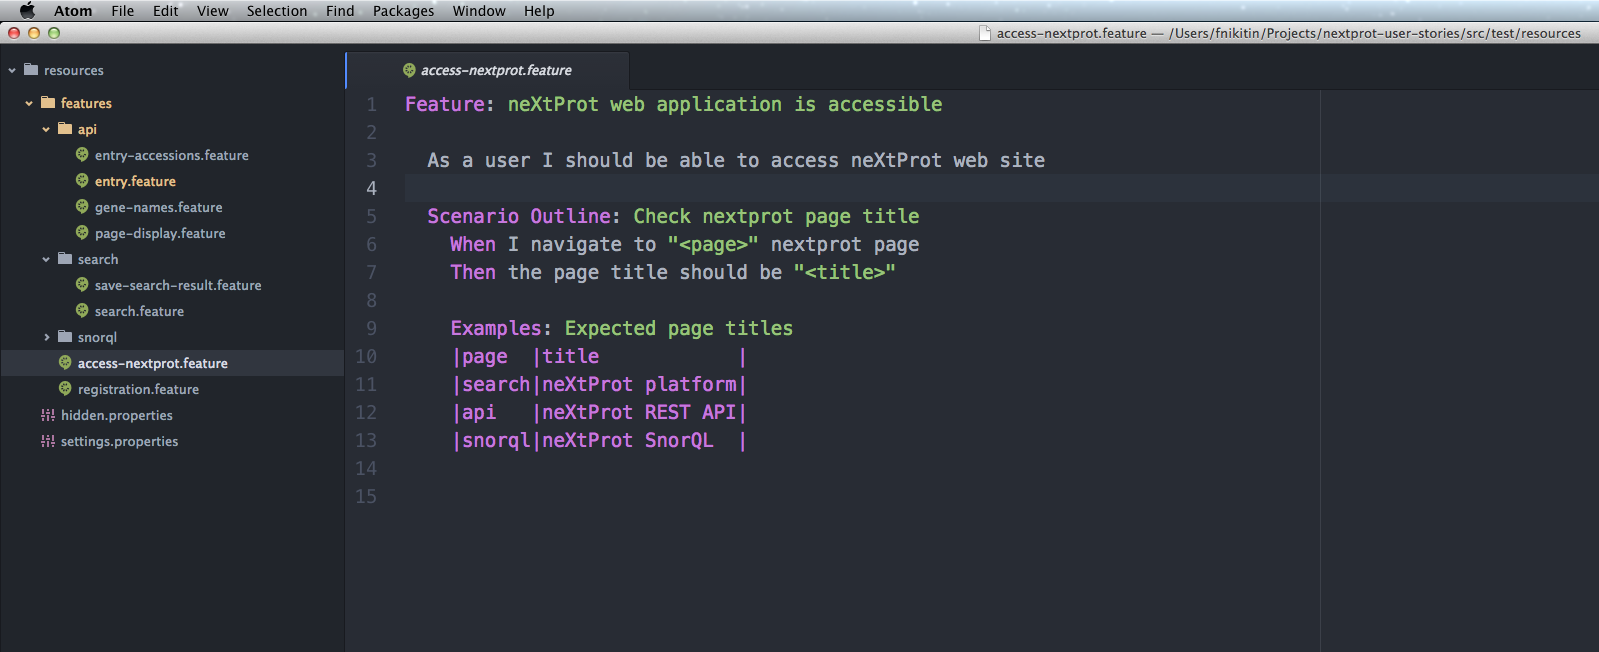 Atom File Edit View Selection Find Packages Window Help
access-nextprot.feature — /Users/fnikitin/Projects/nextprot-user-stories/src/test/resources
resources
features
api
entry-accessions.feature
entry.feature
gene-names.feature
page-display.feature
search
save-search-result.feature
search.feature
snorql
access-nextprot.feature
registration.feature
hidden.properties
settings.properties
access-nextprot.feature
1 Feature: neXtProt web application is accessible
2
3 As a user I should be able to access neXtProt web site
4
5 Scenario Outline: Check nextprot page title
6 When I navigate to "<page>" nextprot page
7 Then the page title should be "<title>"
8
9 Examples: Expected page titles
10 |page  |title            |
11 |search|neXtProt platform|
12 |api   |neXtProt REST API|
13 |snorql|neXtProt SnorQL  |
14
15